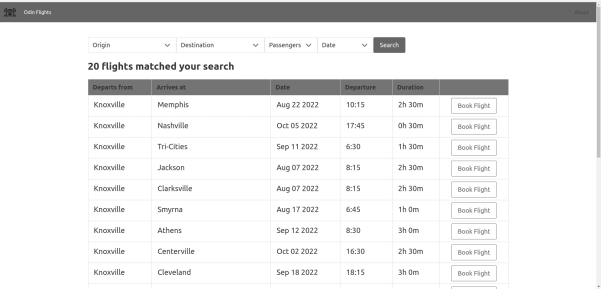 Odin Flights
About
Origin Destination Passengers Date Search
20 flights matched your search
Departs from Arrives at Date Departure Duration
Knoxville Memphis Aug 22 2022 10:15 2h 30m Book Flight
Knoxville Nashville Oct 05 2022 17:45 0h 30m Book Flight
Knoxville Tri-Cities Sep 11 2022 6:30 1h 30m Book Flight
Knoxville Jackson Aug 07 2022 8:15 2h 30m Book Flight
Knoxville Clarksville Aug 07 2022 8:15 2h 30m Book Flight
Knoxville Smyrna Aug 17 2022 6:45 1h 0m Book Flight
Knoxville Athens Sep 12 2022 8:30 3h 0m Book Flight
Knoxville Centerville Oct 02 2022 16:30 2h 30m Book Flight
Knoxville Cleveland Sep 18 2022 18:15 3h 0m Book Flight